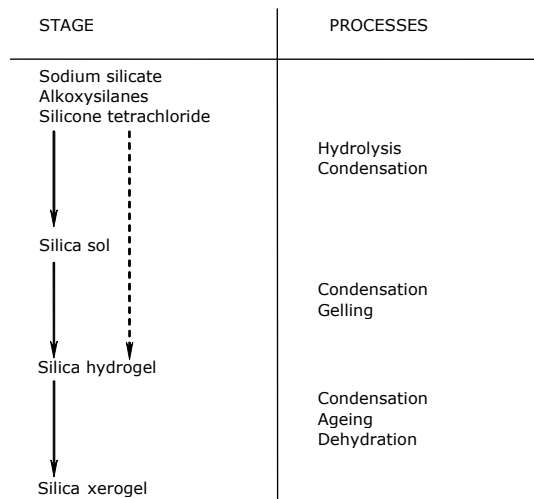 STAGE
PROCESSES
Sodium silicate
Alkoxysilanes
Silicone tetrachloride
Hydrolysis
Condensation
Silica sol
Condensation
Gelling
Silica hydrogel
Condensation
Ageing
Dehydration
Silica xerogel